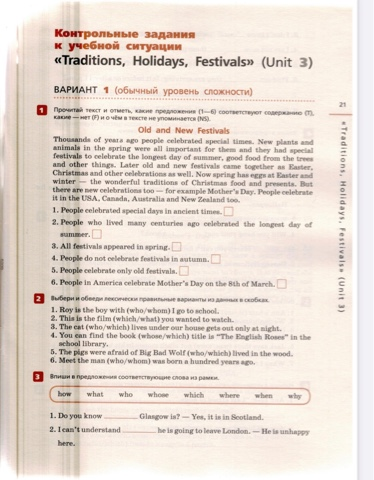 Контрольные задания
к учебной ситуации
«Traditions, Holidays, Festivals» (Unit 3)
ВАРИАНТ 1 (обычный уровень сложности)
21
«Traditions, Holidays, Festivals» (Unit 3)
1 Прочитай текст и отметь, какие предложения (1—6) соответствуют содержанию (T),
какие — нет (F) и о чём в тексте не упоминается (NS).
Old and New Festivals
Thousands of years ago people celebrated special times. New plants and
animals in the spring were all important for them and they had special
festivals to celebrate the longest day of summer, good food from the trees
and other things. Later old and new festivals came together as Easter,
Christmas and other celebrations as well. Now spring has eggs at Easter and
winter — the wonderful traditions of Christmas food and presents. But
there are new celebrations too — for example Mother's Day. People celebrate
it in the USA, Canada, Australia and New Zealand too.
1. People celebrated special days in ancient times.
2. People who lived many centuries ago celebrated the longest day of
summer.
3. All festivals appeared in spring.
4. People do not celebrate festivals in autumn.
5. People celebrate only old festivals.
6. People in America celebrate Mother's Day on the 8th of March.
2 Выбери и обведи лексически правильные варианты из данных в скобках.
1. Roy is the boy with (who/whom) I go to school.
2. This is the film (which/what) you wanted to watch.
3. The cat (who/which) lives under our house gets out only at night.
4. You can find the book (whose/which) title is "The English Roses" in the
school library.
5. The pigs were afraid of Big Bad Wolf (who/which) lived in the wood.
6. Meet the man (who/whom) was born a hundred years ago.
3 Впиши в предложения соответствующие слова из рамки.
how what who whose which where when why
1. Do you know Glasgow is? — Yes, it is in Scotland.
2. I can't understand he is going to leave London. — He is unhappy
here.